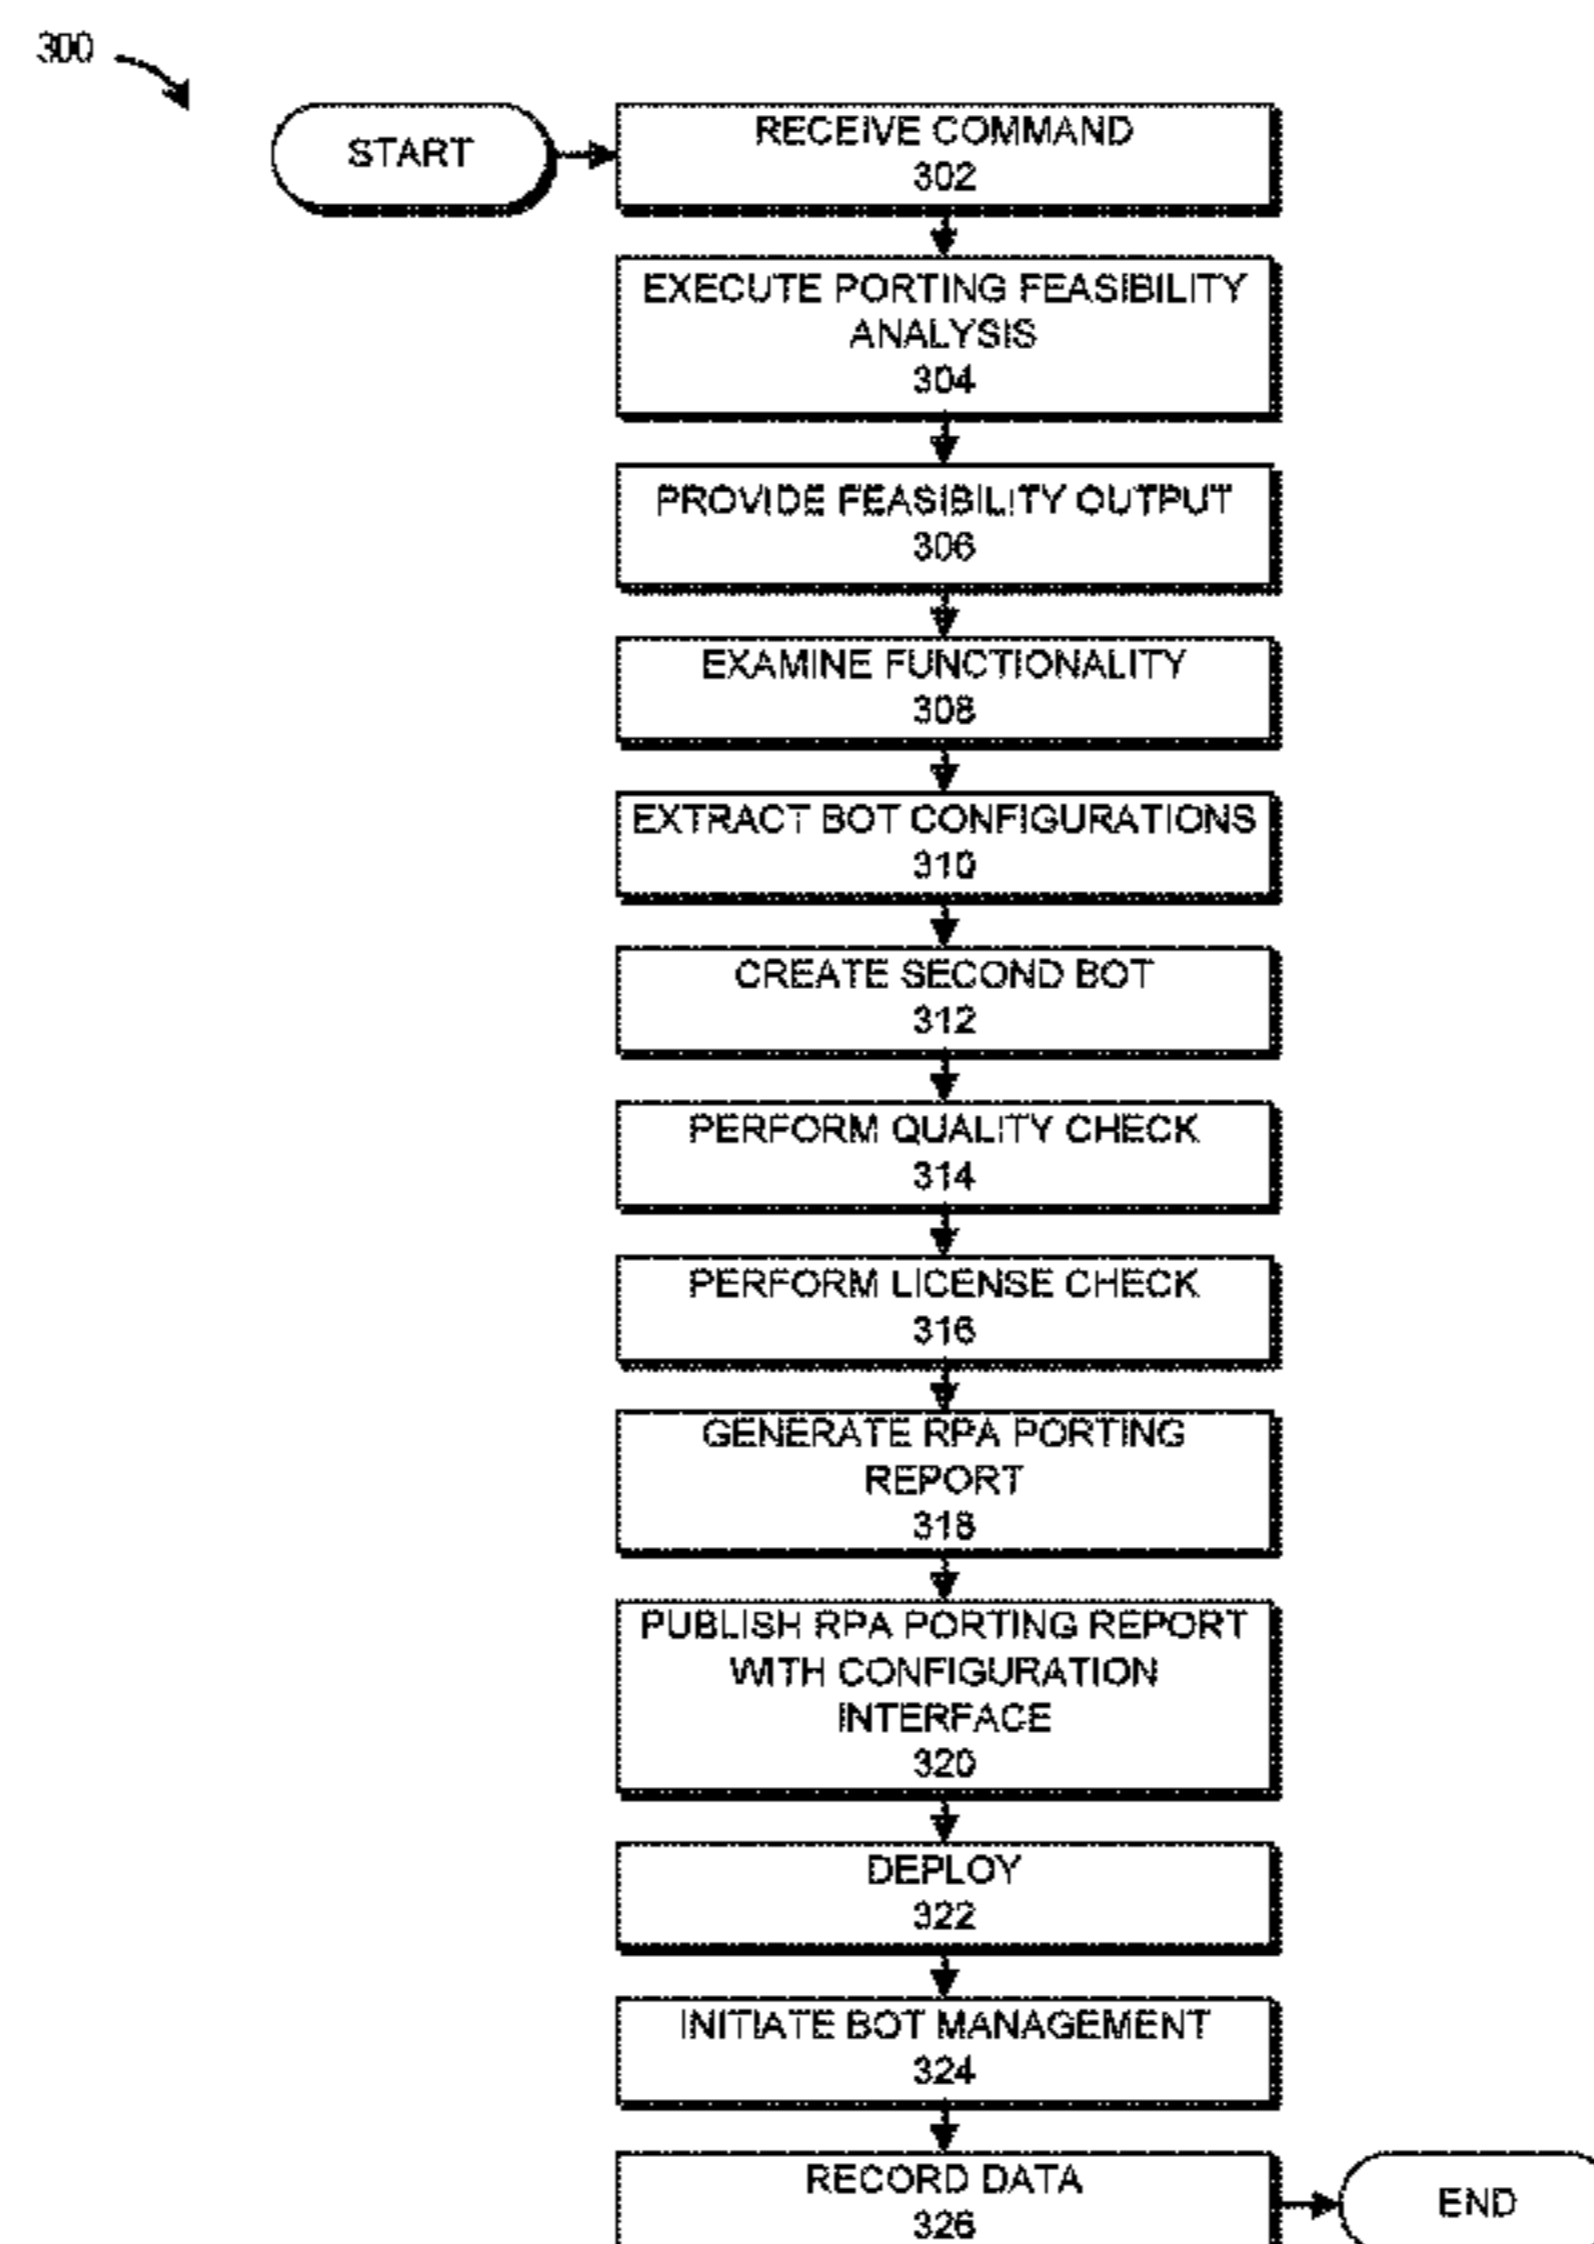 300
START
RECEIVE COMMAND
302
EXECUTE PORTING FEASIBILITY
ANALYSIS
304
PROVIDE FEASIBILITY OUTPUT
306
EXAMINE FUNCTIONALITY
308
EXTRACT BOT CONFIGURATIONS
310
CREATE SECOND BOT
312
PERFORM QUALITY CHECK
314
PERFORM LICENSE CHECK
316
GENERATE RPA PORTING
REPORT
318
PUBLISH RPA PORTING REPORT
WITH CONFIGURATION
INTERFACE
320
DEPLOY
322
INITIATE BOT MANAGEMENT
324
RECORD DATA
326
END